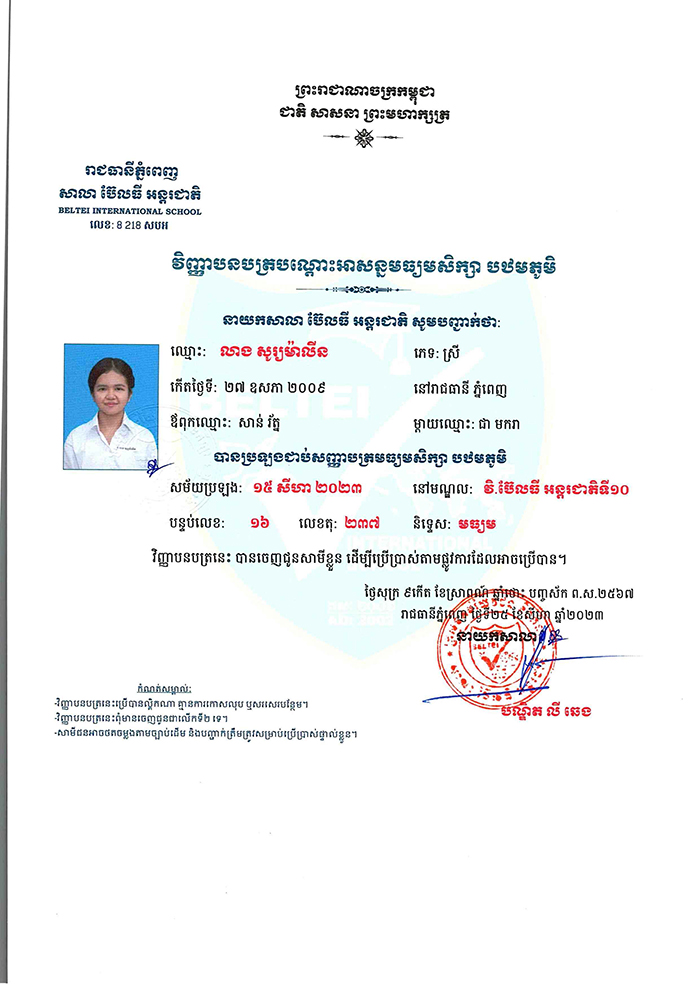 ព្រះរាជាណាចក្រកម្ពុជា
ជាតិ សាសនា ព្រះមហាក្សត្រ
រាជធានីភ្នំពេញ
សាលា ប៊ែលធី អន្តរជាតិ
BELTEI INTERNATIONAL SCHOOL
លេខ: 8 218 សបអ
វិញ្ញាបនបត្របណ្តោះអាសន្នមធ្យមសិក្សា បឋមភូមិ
នាយកសាលា ប៊ែលធី អន្តរជាតិ សូមបញ្ជាក់ថា:
ឈ្មោះ: លាង សូរ្យម៉ាលីន ភេទ: ស្រី
កើតថ្ងៃទី: ២៧ ឧសភា ២០០៩ នៅរាជធានី ភ្នំពេញ
ឪពុកឈ្មោះ: សាន់ រ័ត្ន ម្តាយឈ្មោះ: ជា មករា
បានប្រឡងជាប់សញ្ញាបត្រមធ្យមសិក្សា បឋមភូមិ
សម័យប្រឡង: ១៥ សីហា ២០២៣ នៅមណ្ឌល: វិ.ប៊ែលធី អន្តរជាតិទី១០
បន្ទប់លេខ: ១៦ លេខតុ: ២៣៧ និទ្ទេស: មធ្យម
វិញ្ញាបនបត្រនេះ បានចេញជូនសាមីខ្លួន ដើម្បីប្រើប្រាស់តាមផ្លូវការដែលអាចប្រើបាន។
ថ្ងៃសុក្រ ៩កើត ខែស្រាពណ៍ ឆ្នាំថោះ បញ្ចស័ក ព.ស.២៥៦៧
រាជធានីភ្នំពេញ ថ្ងៃទី២៥ ខែសីហា ឆ្នាំ២០២៣
នាយកសាលា
BELTEI
បណ្ឌិត លី ឆេង
កំណត់សម្គាល់:
-វិញ្ញាបនបត្រនេះប្រើបានល្អិកណា គ្មានការកោសលុប ឬសរសេរបន្ថែម។
-វិញ្ញាបនបត្រនេះពុំមានចេញជូនជាលើកទី២ ទេ។
-សាមីជនអាចថតចម្លងតាមច្បាប់ដើម និងបញ្ជាក់ត្រឹមត្រូវសម្រាប់ប្រើប្រាស់ផ្ទាល់ខ្លួន។